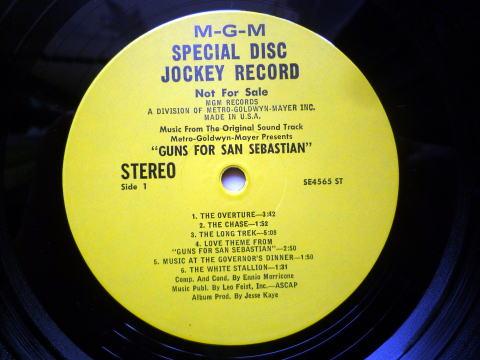 M-G-M
SPECIAL DISC
JOCKEY RECORD
Not For Sale
MGM RECORDS
A DIVISION OF METRO-GOLDWYN-MAYER INC.
MADE IN U.S.A.
Music From The Original Sound Track
Metro-Goldwyn-Mayer Presents
"GUNS FOR SAN SEBASTIAN"
STEREO
Side 1
SE4565 ST
1. THE OVERTURE—3:42
2. THE CHASE—1:52
3. THE LONG TREK—5:08
4. LOVE THEME FROM
"GUNS FOR SAN SEBASTIAN"—2:50
5. MUSIC AT THE GOVERNOR'S DINNER—1:50
6. THE WHITE STALLION—1:31
Comp. And Cond. By Ennio Morricone
Music Publ. By Leo Feist, Inc.—ASCAP
Album Prod. By Jesse Kaye